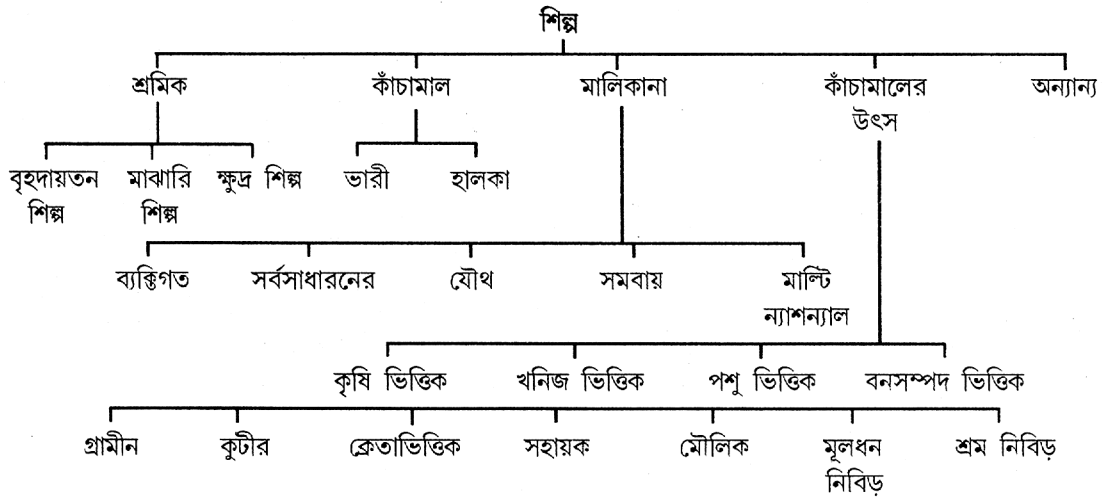 শিল্প
শ্রমিক কাঁচামাল মালিকানা কাঁচামালের অন্যান্য
উৎস
বৃহদায়তন মাঝারি ক্ষুদ্র শিল্প ভারী হালকা
শিল্প শিল্প
ব্যক্তিগত সর্বসাধারনের যৌথ সমবায় মাল্টি
ন্যাশন্যাল
কৃষি ভিত্তিক খনিজ ভিত্তিক পশু ভিত্তিক বনসম্পদ ভিত্তিক
গ্রামীন কুটীর ক্রেতাভিত্তিক সহায়ক মৌলিক মূলধন শ্রম নিবিড়
নিবিড়